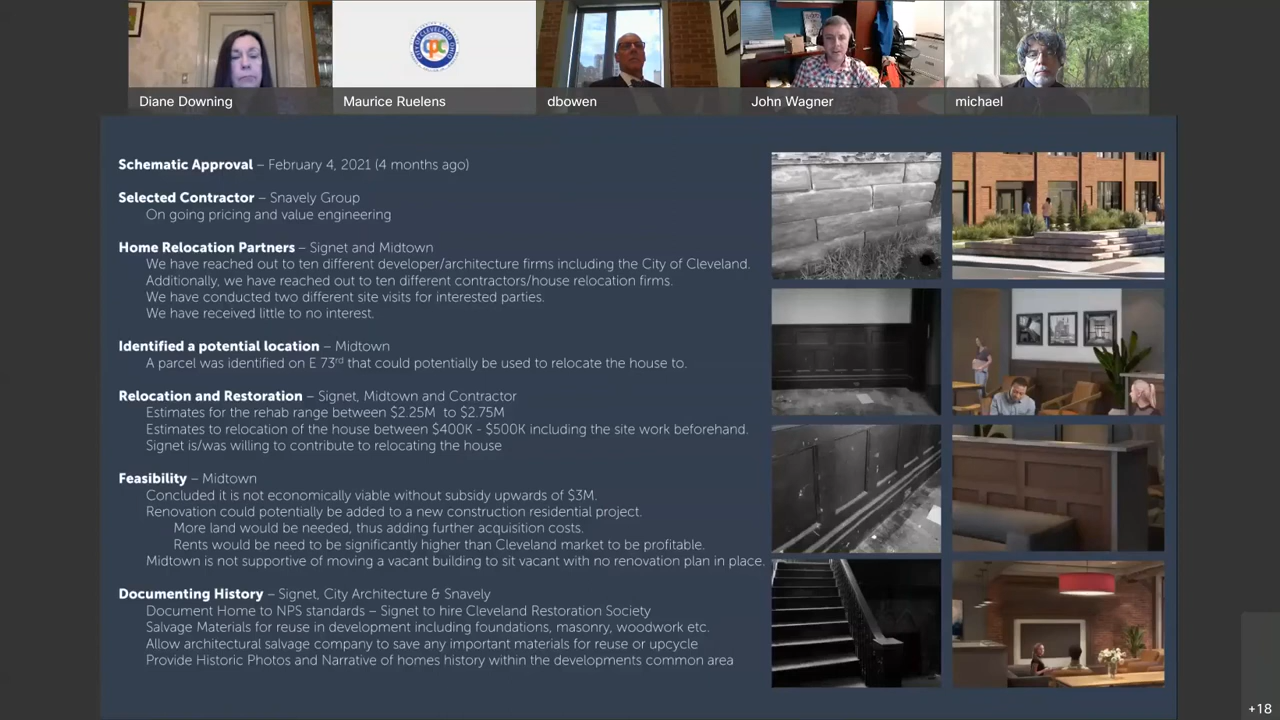 Diane Downing
Maurice Ruelens
dbowen
John Wagner
michael
cpc
Schematic Approval – February 4, 2021 (4 months ago)
Selected Contractor – Snavely Group
On going pricing and value engineering
Home Relocation Partners – Signet and Midtown
We have reached out to ten different developer/architecture firms including the City of Cleveland.
Additionally, we have reached out to ten different contractors/house relocation firms.
We have conducted two different site visits for interested parties.
We have received little to no interest.
Identified a potential location – Midtown
A parcel was identified on E 73rd that could potentially be used to relocate the house to.
Relocation and Restoration – Signet, Midtown and Contractor
Estimates for the rehab range between $2.25M to $2.75M
Estimates to relocation of the house between $400K - $500K including the site work beforehand.
Signet is/was willing to contribute to relocating the house
Feasibility – Midtown
Concluded it is not economically viable without subsidy upwards of $3M.
Renovation could potentially be added to a new construction residential project.
More land would be needed, thus adding further acquisition costs.
Rents would be need to be significantly higher than Cleveland market to be profitable.
Midtown is not supportive of moving a vacant building to sit vacant with no renovation plan in place.
Documenting History – Signet, City Architecture & Snavely
Document Home to NPS standards – Signet to hire Cleveland Restoration Society
Salvage Materials for reuse in development including foundations, masonry, woodwork etc.
Allow architectural salvage company to save any important materials for reuse or upcycle
Provide Historic Photos and Narrative of homes history within the developments common area
+18